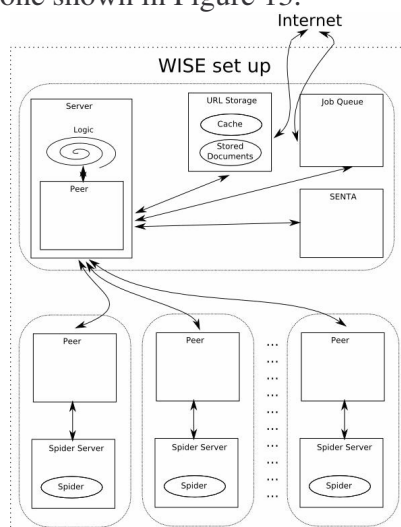 one shown in Figure 15.
Internet
WISE set up
Server
Logic
Peer
URL Storage
Cache
Stored
Documents
Job Queue
SENTA
Peer
Spider Server
Spider
Peer
Spider Server
Spider
...
...
...
...
...
...
...
...
...
Peer
Spider Server
Spider